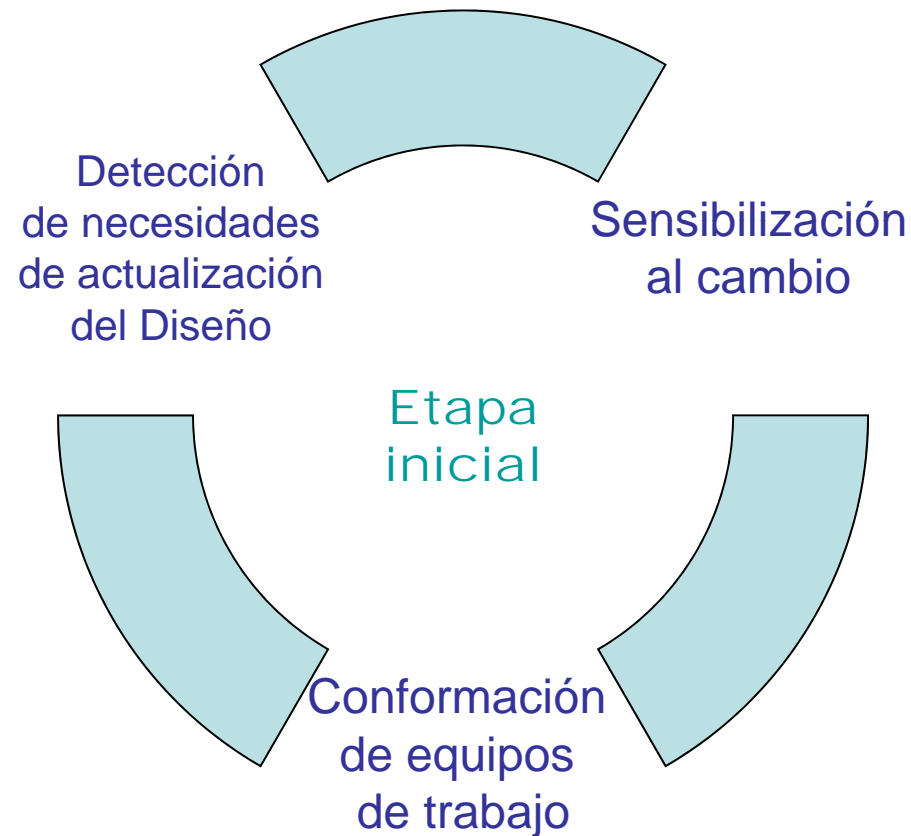 Detección
de necesidades
de actualización
del Diseño
Sensibilización
al cambio
Etapa
inicial
Conformación
de equipos
de trabajo